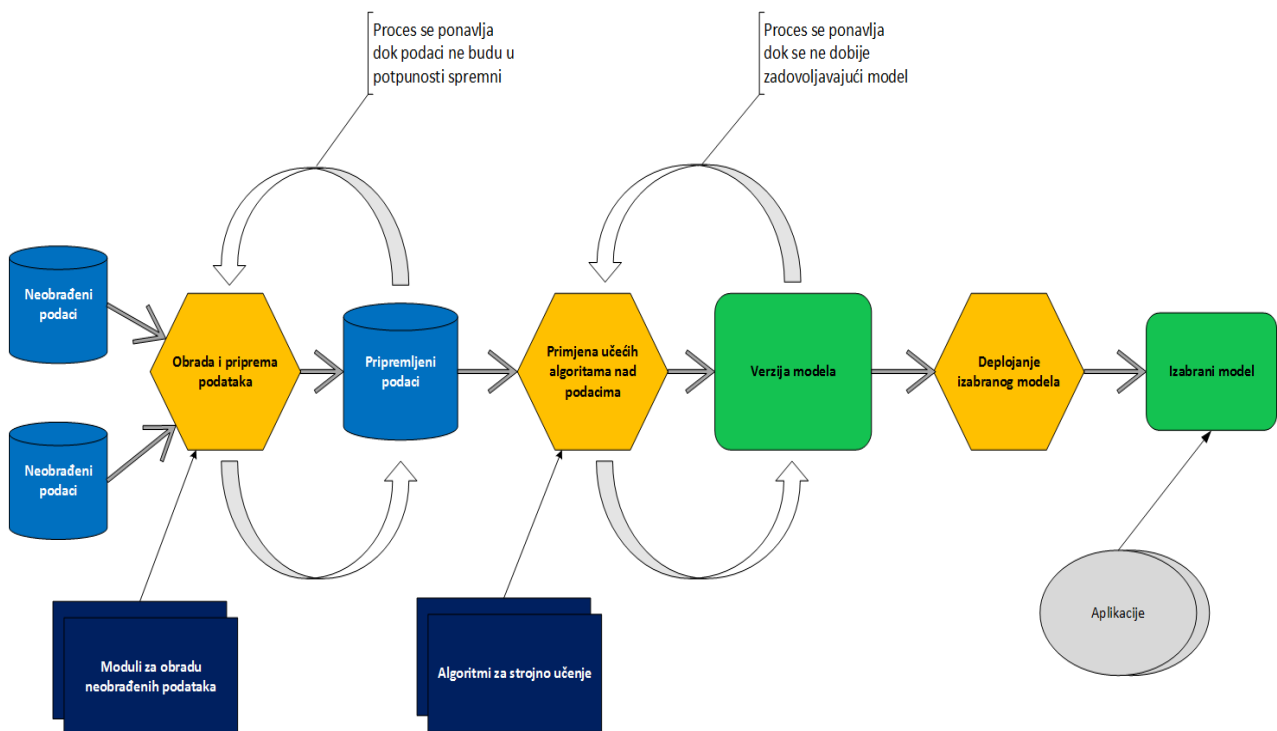 Proces se ponavlja
dok podaci ne budu u
potpunosti spremni
Proces se ponavlja
dok se ne dobije
zadovoljavajući model
Neobrađeni
podaci
Neobrađeni
podaci
Obrada i priprema
podataka
Pripremljeni
podaci
Primjena učećih
algoritama nad
podacima
Verzija modela
Deplojanje
izabranog modela
Izabrani model
Moduli za obradu
neobrađenih podataka
Algoritmi za strojno učenje
Aplikacije